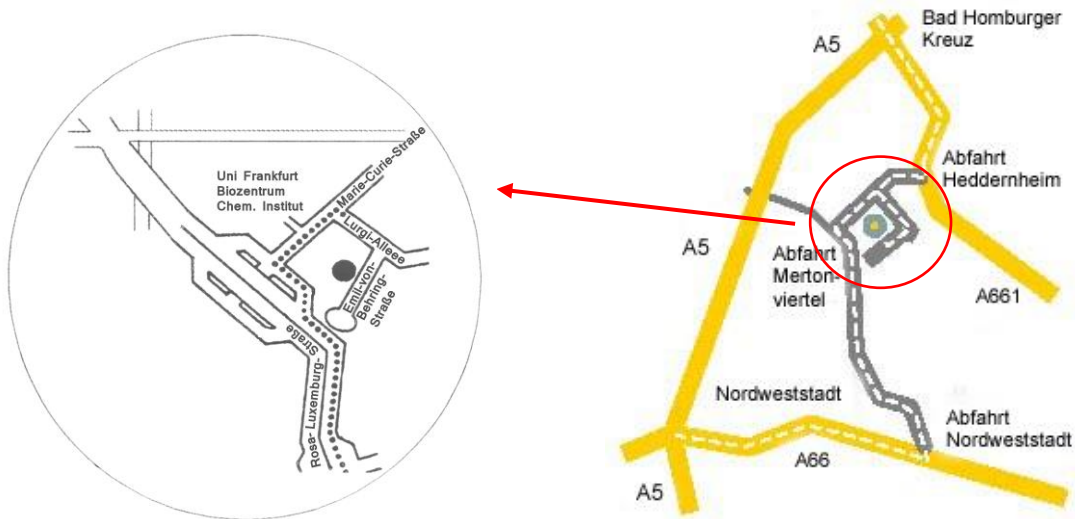 Uni Frankfurt
Biozentrum
Chem. Institut
Marie-Curie-Straße
Lurgi-Alleee
Emil-von-
Behring-
Straße
Rosa- Luxemburg-
Straße
Bad Homburger
Kreuz
A5
Abfahrt
Heddernheim
A5
Abfahrt
Merton-
viertel
A661
Nordweststadt
Abfahrt
Nordweststadt
A66
A5